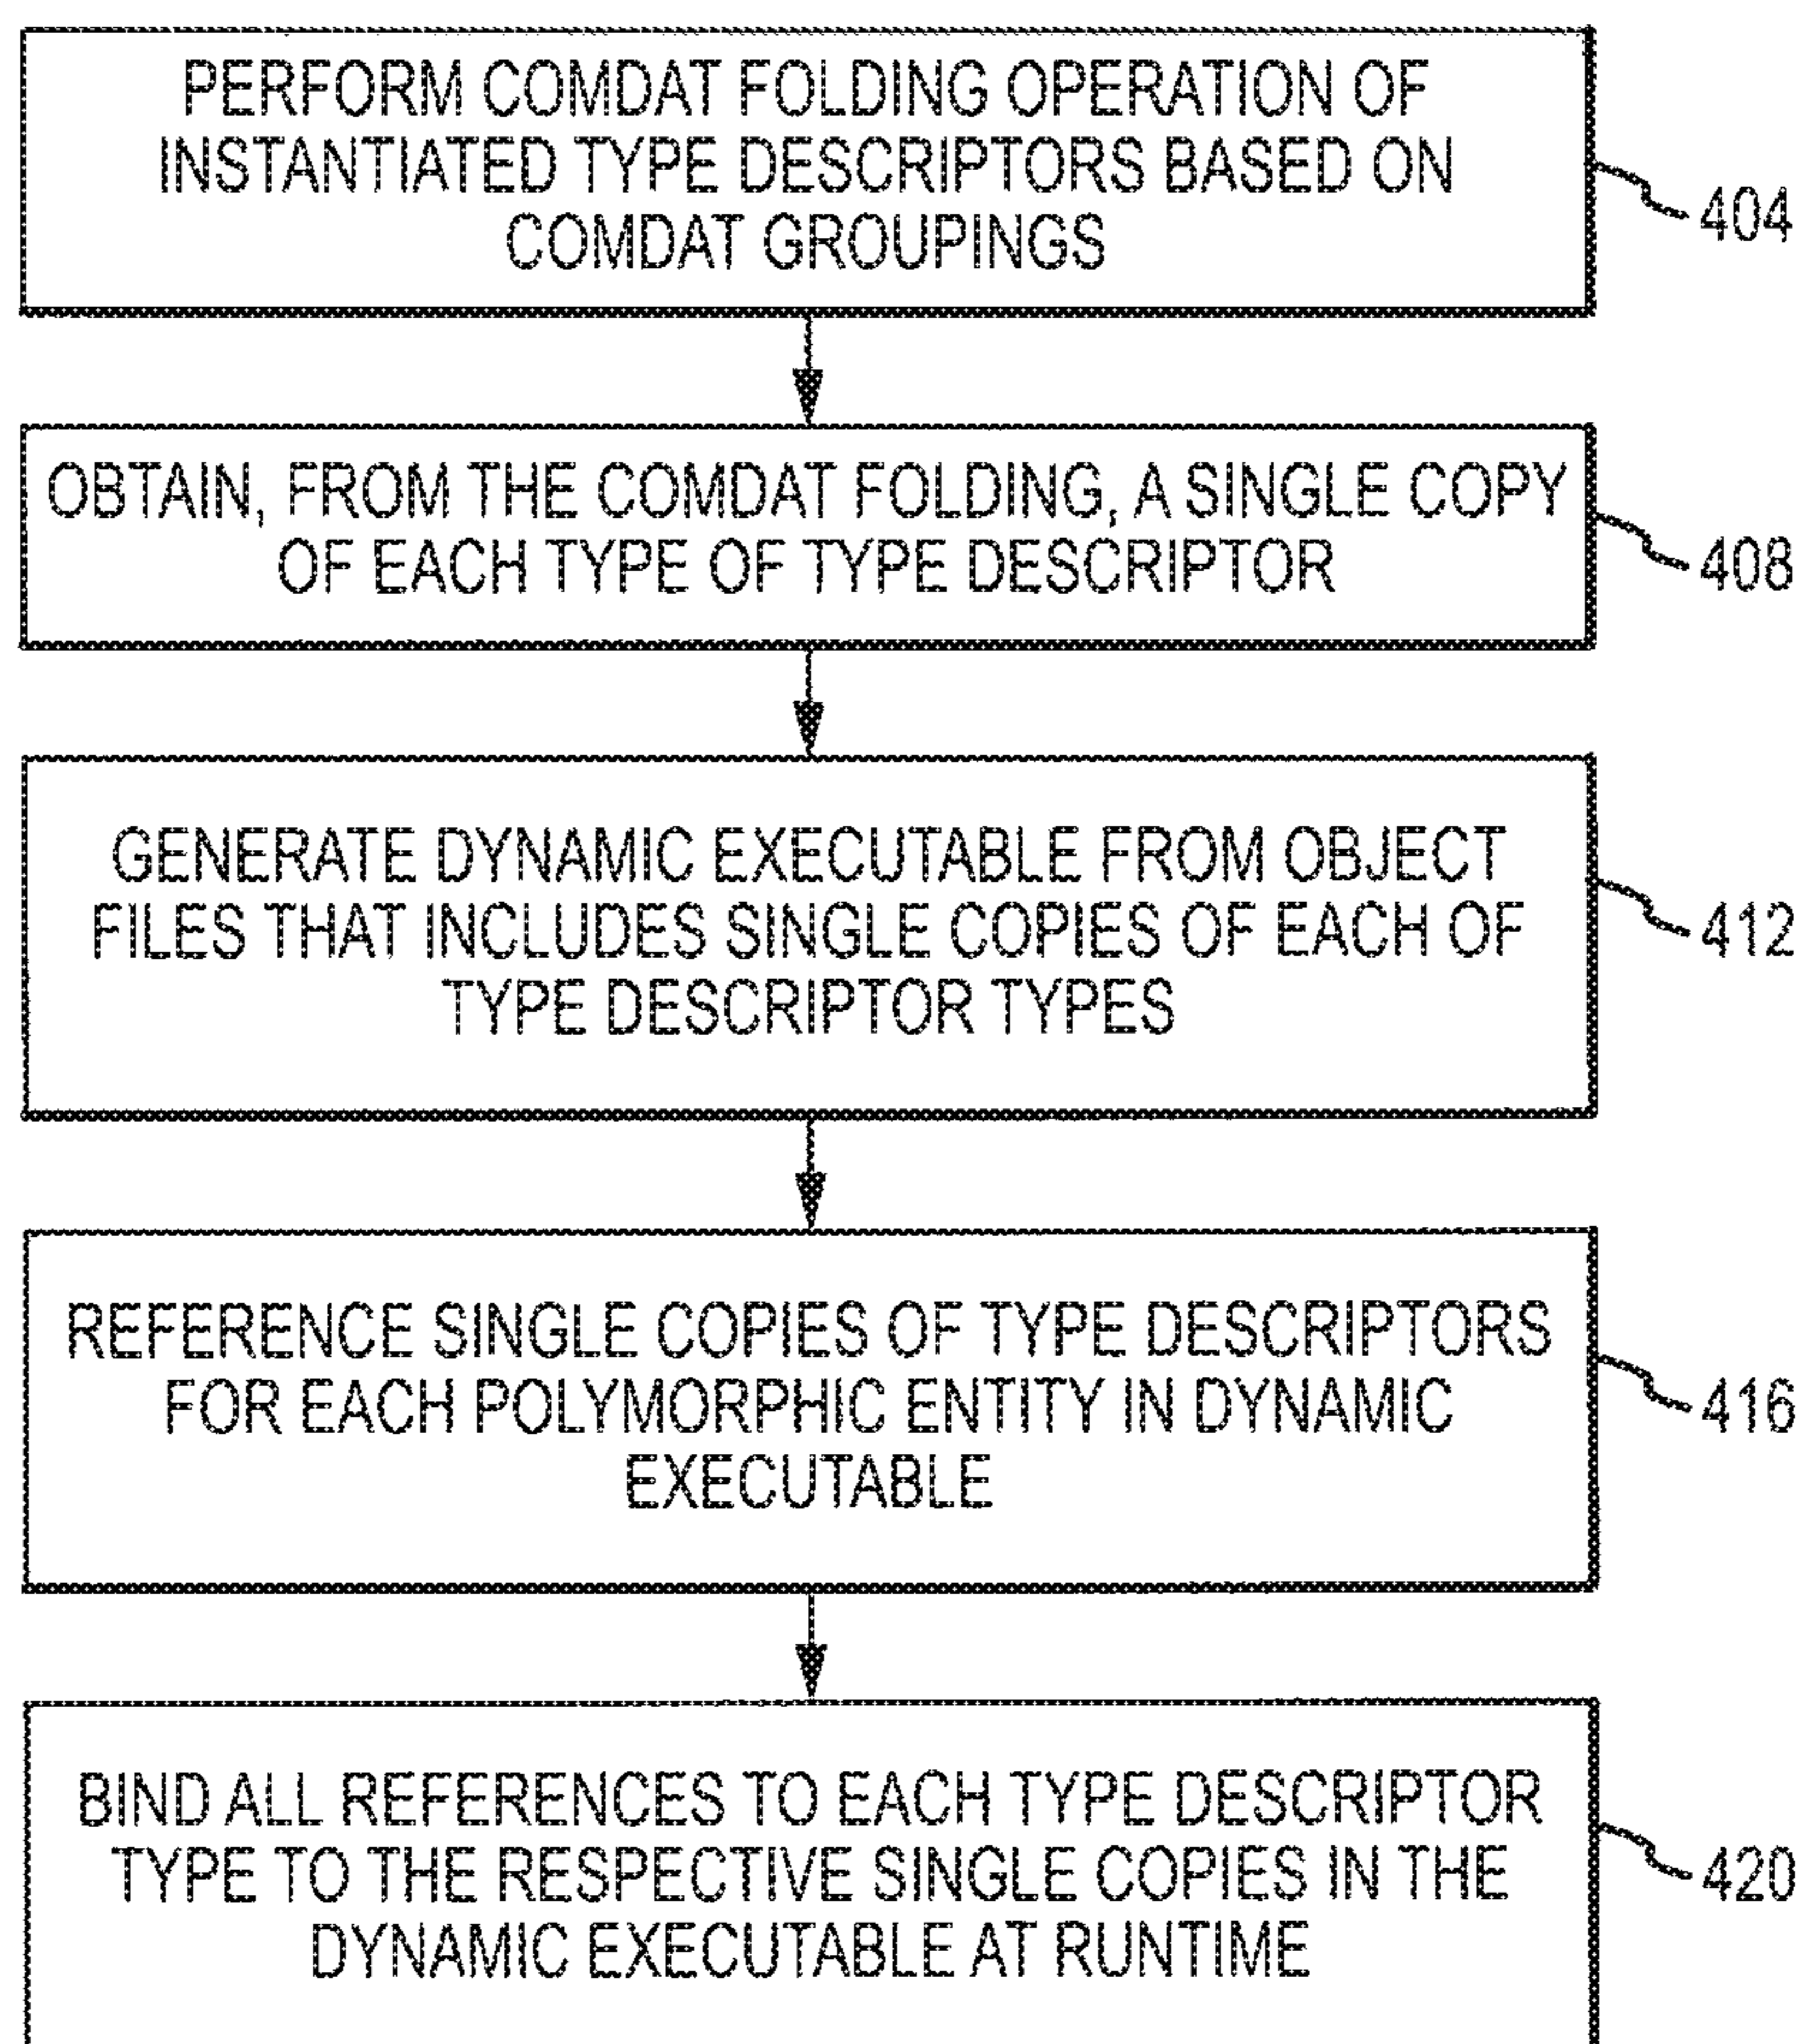 PERFORM COMDAT FOLDING OPERATION OF
INSTANTIATED TYPE DESCRIPTORS BASED ON
COMDAT GROUPINGS
404
OBTAIN, FROM THE COMDAT FOLDING, A SINGLE COPY
OF EACH TYPE OF TYPE DESCRIPTOR
408
GENERATE DYNAMIC EXECUTABLE FROM OBJECT
FILES THAT INCLUDES SINGLE COPIES OF EACH OF
TYPE DESCRIPTOR TYPES
412
REFERENCE SINGLE COPIES OF TYPE DESCRIPTORS
FOR EACH POLYMORPHIC ENTITY IN DYNAMIC
EXECUTABLE
416
BIND ALL REFERENCES TO EACH TYPE DESCRIPTOR
TYPE TO THE RESPECTIVE SINGLE COPIES IN THE
DYNAMIC EXECUTABLE AT RUNTIME
420